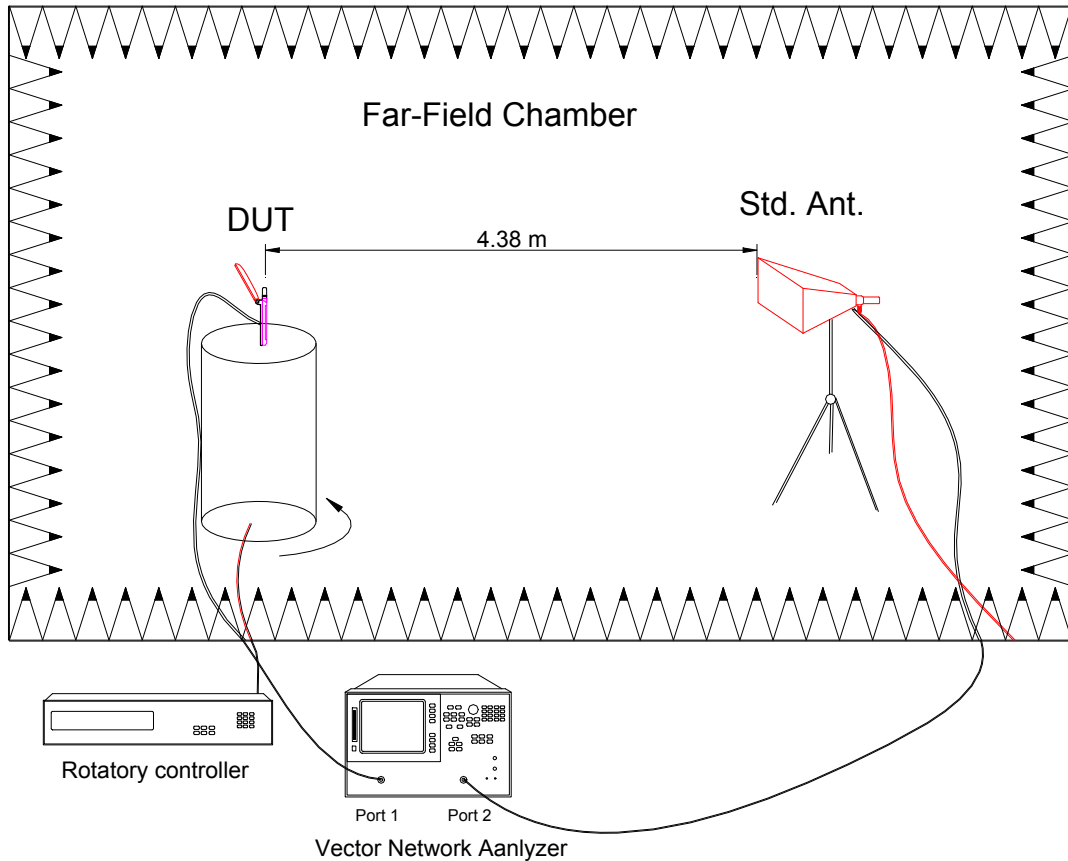 Far-Field Chamber
DUT
Std. Ant.
4.38 m
Rotatory controller
Port 1
Port 2
Vector Network Aanlyzer